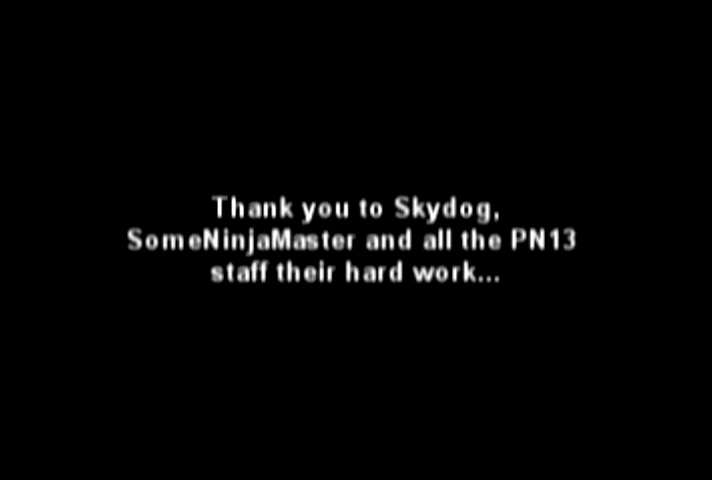 Thank you to Skydog,
SomeNinjaMaster and all the PN13
staff their hard work...